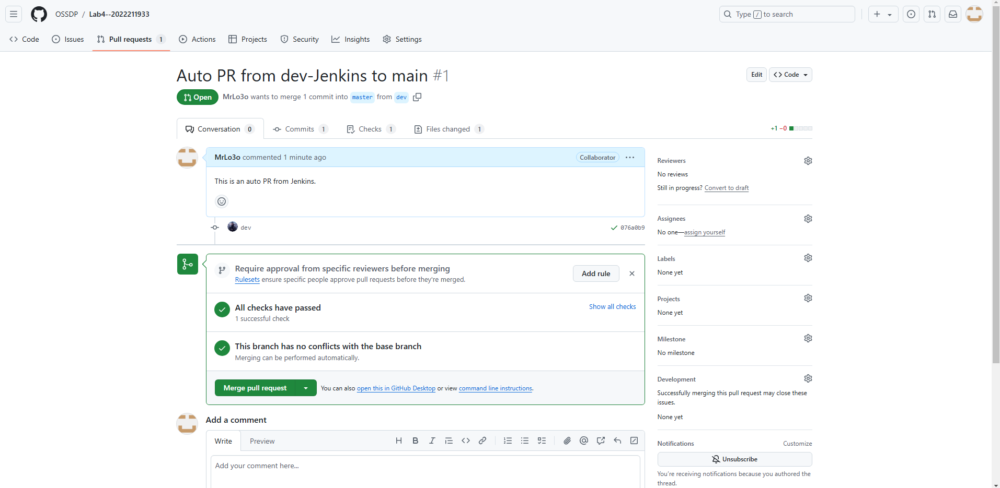 OSSDP / Lab4--2022211933
Type / to search
Code
Issues
Pull requests 1
Actions
Projects
Security
Insights
Settings
Auto PR from dev-Jenkins to main #1
Edit
Code
Open
MrLo3o wants to merge 1 commit into master from dev
Conversation 0
Commits 1
Checks 1
Files changed 1
+1 −0
MrLo3o commented 1 minute ago
Collaborator
This is an auto PR from Jenkins.
dev
076a0b9
Require approval from specific reviewers before merging
Rulesets ensure specific people approve pull requests before they're merged.
Add rule
All checks have passed
1 successful check
Show all checks
This branch has no conflicts with the base branch
Merging can be performed automatically.
Merge pull request
You can also open this in GitHub Desktop or view command line instructions.
Add a comment
Write
Preview
Add your comment here...
Reviewers
No reviews
Still in progress? Convert to draft
Assignees
No one—assign yourself
Labels
None yet
Projects
None yet
Milestone
No milestone
Development
Successfully merging this pull request may close these
issues.
None yet
Notifications
Customize
Unsubscribe
You're receiving notifications because you authored the
thread.